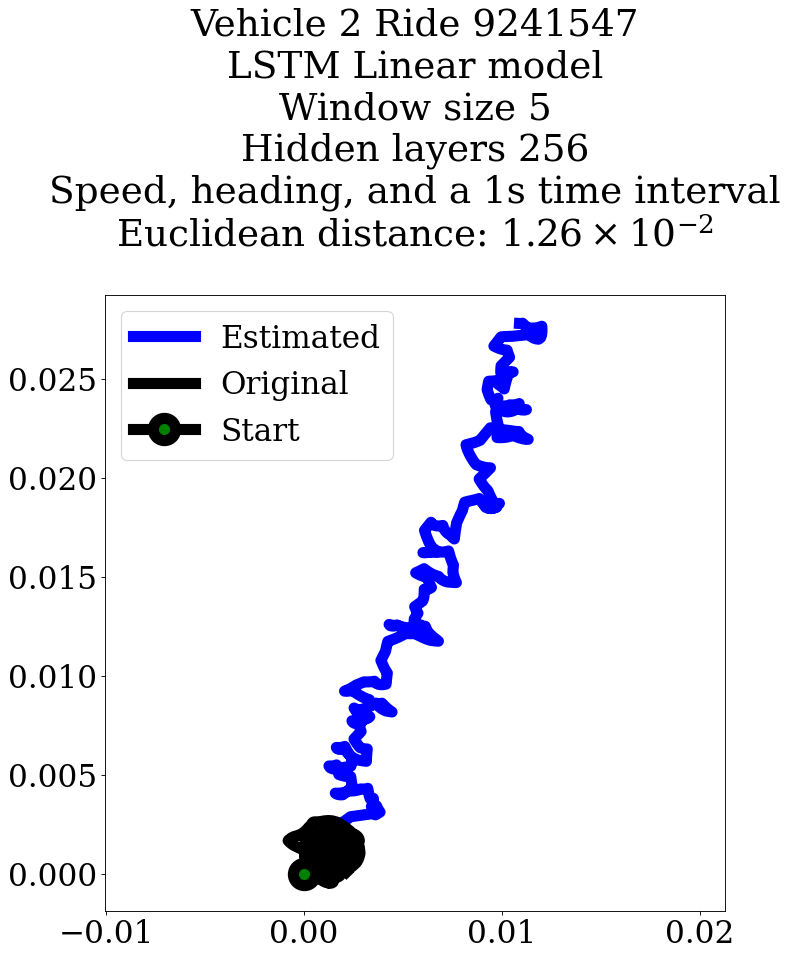 Vehicle 2 Ride 9241547
LSTM Linear model
Window size 5
Hidden layers 256
Speed, heading, and a 1s time interval
Euclidean distance: 1.26 × 10⁻²
Estimated
Original
Start
0.025
0.020
0.015
0.010
0.005
0.000
−0.01 0.00 0.01 0.02